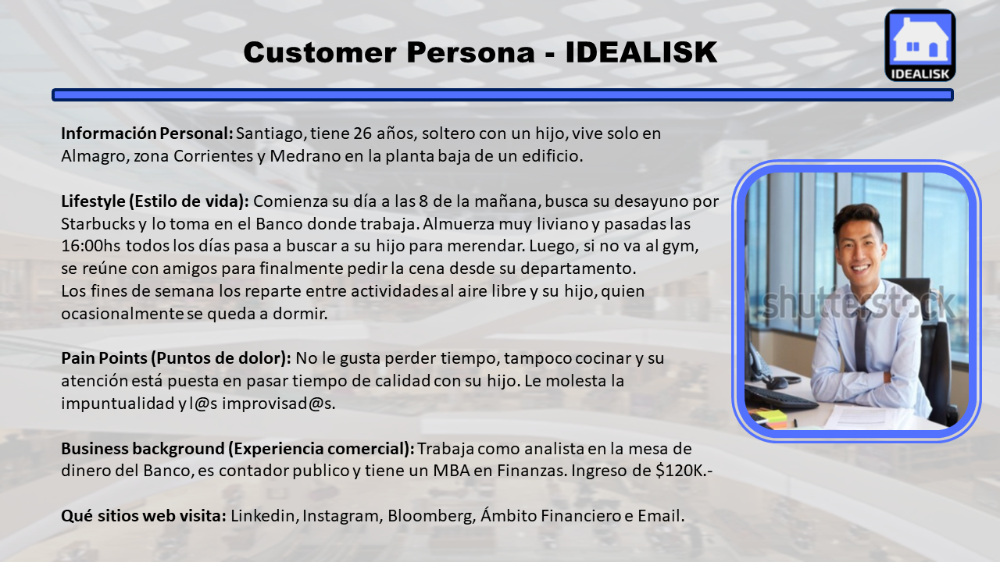 Customer Persona - IDEALISK
IDEALISK
Información Personal: Santiago, tiene 26 años, soltero con un hijo, vive solo en
Almagro, zona Corrientes y Medrano en la planta baja de un edificio.
Lifestyle (Estilo de vida): Comienza su día a las 8 de la mañana, busca su desayuno por
Starbucks y lo toma en el Banco donde trabaja. Almuerza muy liviano y pasadas las
16:00hs todos los días pasa a buscar a su hijo para merendar. Luego, si no va al gym,
se reúne con amigos para finalmente pedir la cena desde su departamento.
Los fines de semana los reparte entre actividades al aire libre y su hijo, quien
ocasionalmente se queda a dormir.
Pain Points (Puntos de dolor): No le gusta perder tiempo, tampoco cocinar y su
atención está puesta en pasar tiempo de calidad con su hijo. Le molesta la
impuntualidad y l@s improvisad@s.
Business background (Experiencia comercial): Trabaja como analista en la mesa de
dinero del Banco, es contador publico y tiene un MBA en Finanzas. Ingreso de $120K.-
Qué sitios web visita: Linkedin, Instagram, Bloomberg, Ámbito Financiero e Email.
shutterstock